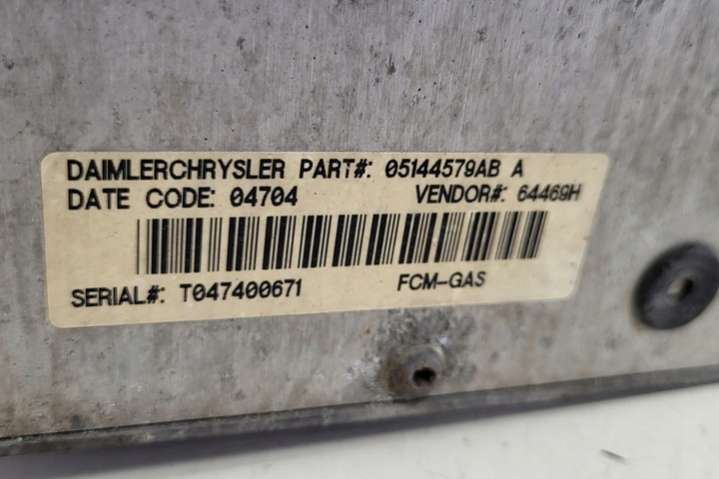 DAIMLERCHRYSLER PART#: 05144579AB A
DATE CODE: 04704 VENDOR#: 64469H
SERIAL#: T047400671 FCM-GAS